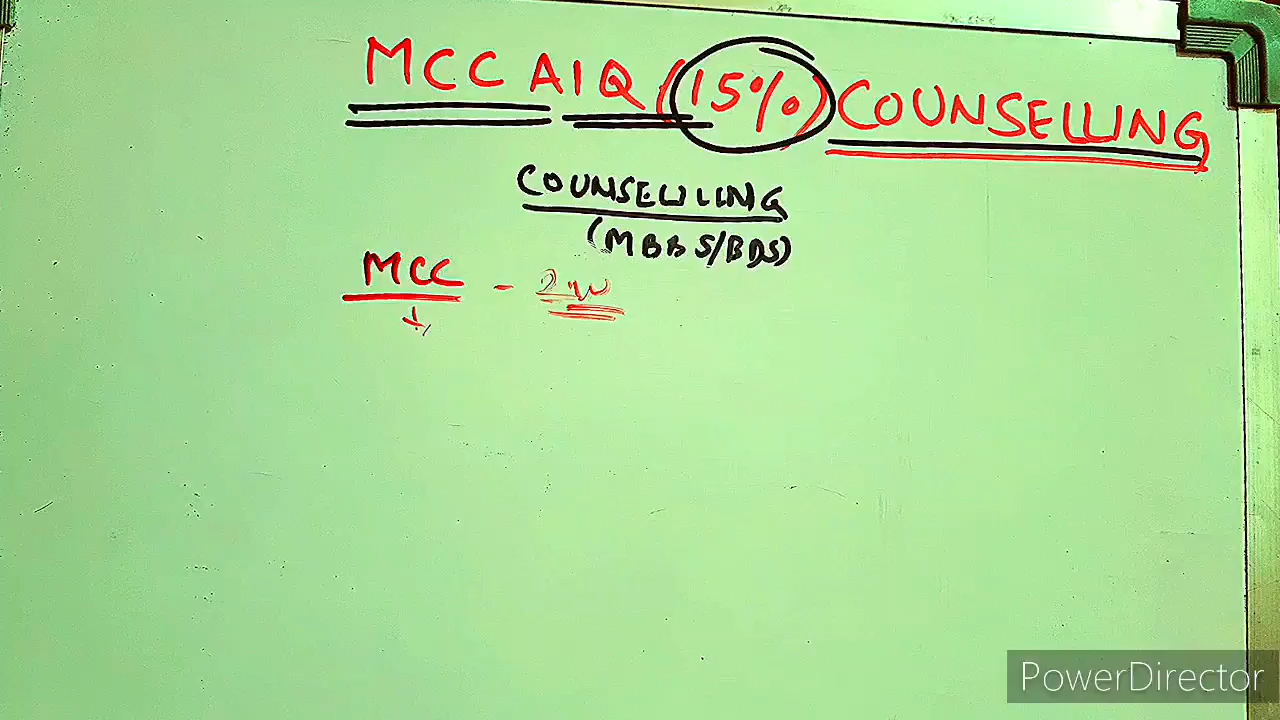 MCC AIQ (15%) COUNSELLING
COUNSELLING
(MBBS/BDS)
MCC -
PowerDirector